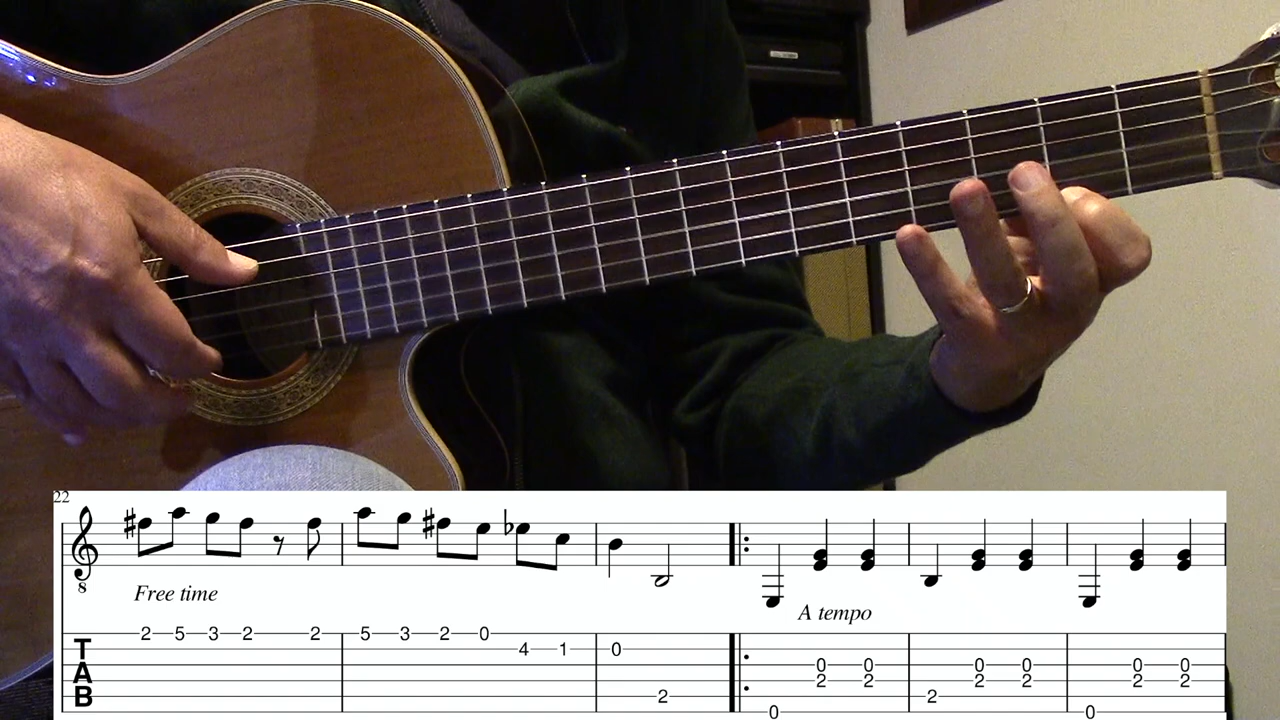 22
8
Free time
A tempo
2 5 3 2 2 5 3 2 0
T 4 1 0
0 0 0 0 0 0
A 2 2 2 2 2 2
B 2 2
0 0